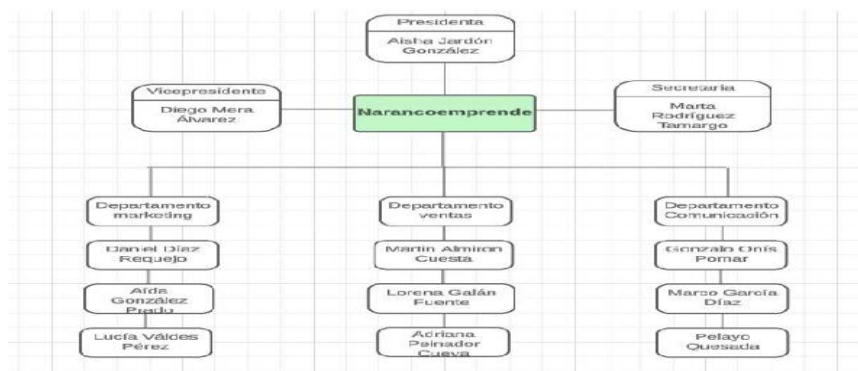 Presidenta
Aisha Jardón
González
Vicepresidente
Diego Mera
Álvarez
Narancoemprende
Secretaria
Marta
Rodríguez
Tamargo
Departamento
marketing
Departamento
ventas
Departamento
Comunicación
Daniel Díaz
Requejo
Martín Almiron
Cuesta
Gonzalo Onís
Pomar
Aída
González
Prado
Lorena Galán
Fuente
Marco García
Díaz
Lucía Váldes
Pérez
Adriana
Peinador
Cueva
Pelayo
Quesada